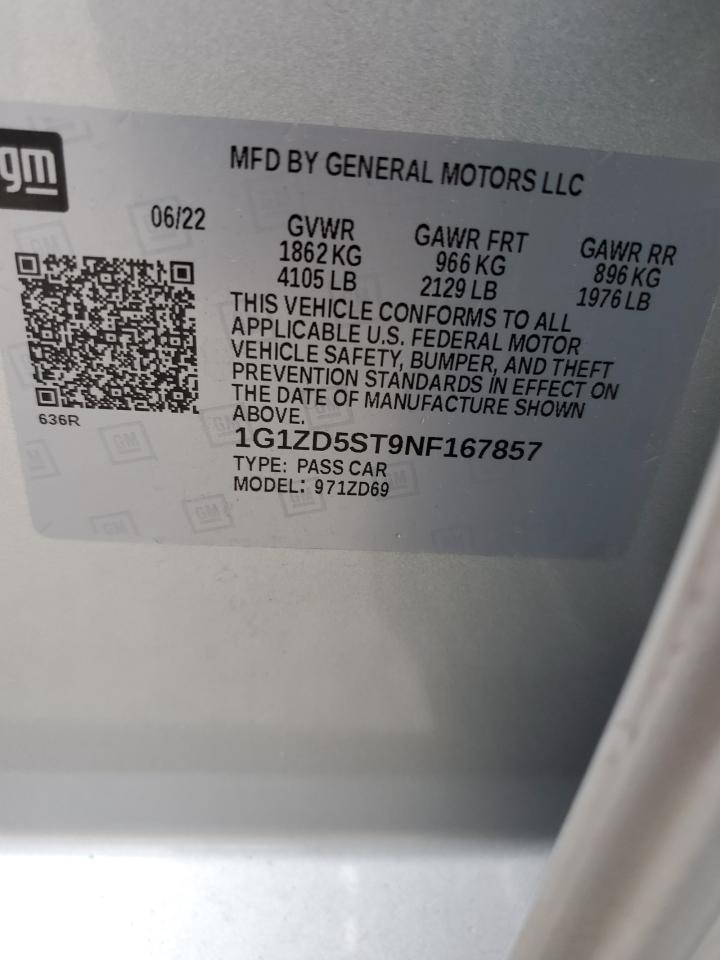 gm
MFD BY GENERAL MOTORS LLC
06/22
GVWR
1862 KG
4105 LB
GAWR FRT
966 KG
2129 LB
GAWR RR
896 KG
1976 LB
THIS VEHICLE CONFORMS TO ALL
APPLICABLE U.S. FEDERAL MOTOR
VEHICLE SAFETY, BUMPER, AND THEFT
PREVENTION STANDARDS IN EFFECT ON
THE DATE OF MANUFACTURE SHOWN
ABOVE.
636R
1G1ZD5ST9NF167857
TYPE: PASS CAR
MODEL: 971ZD69